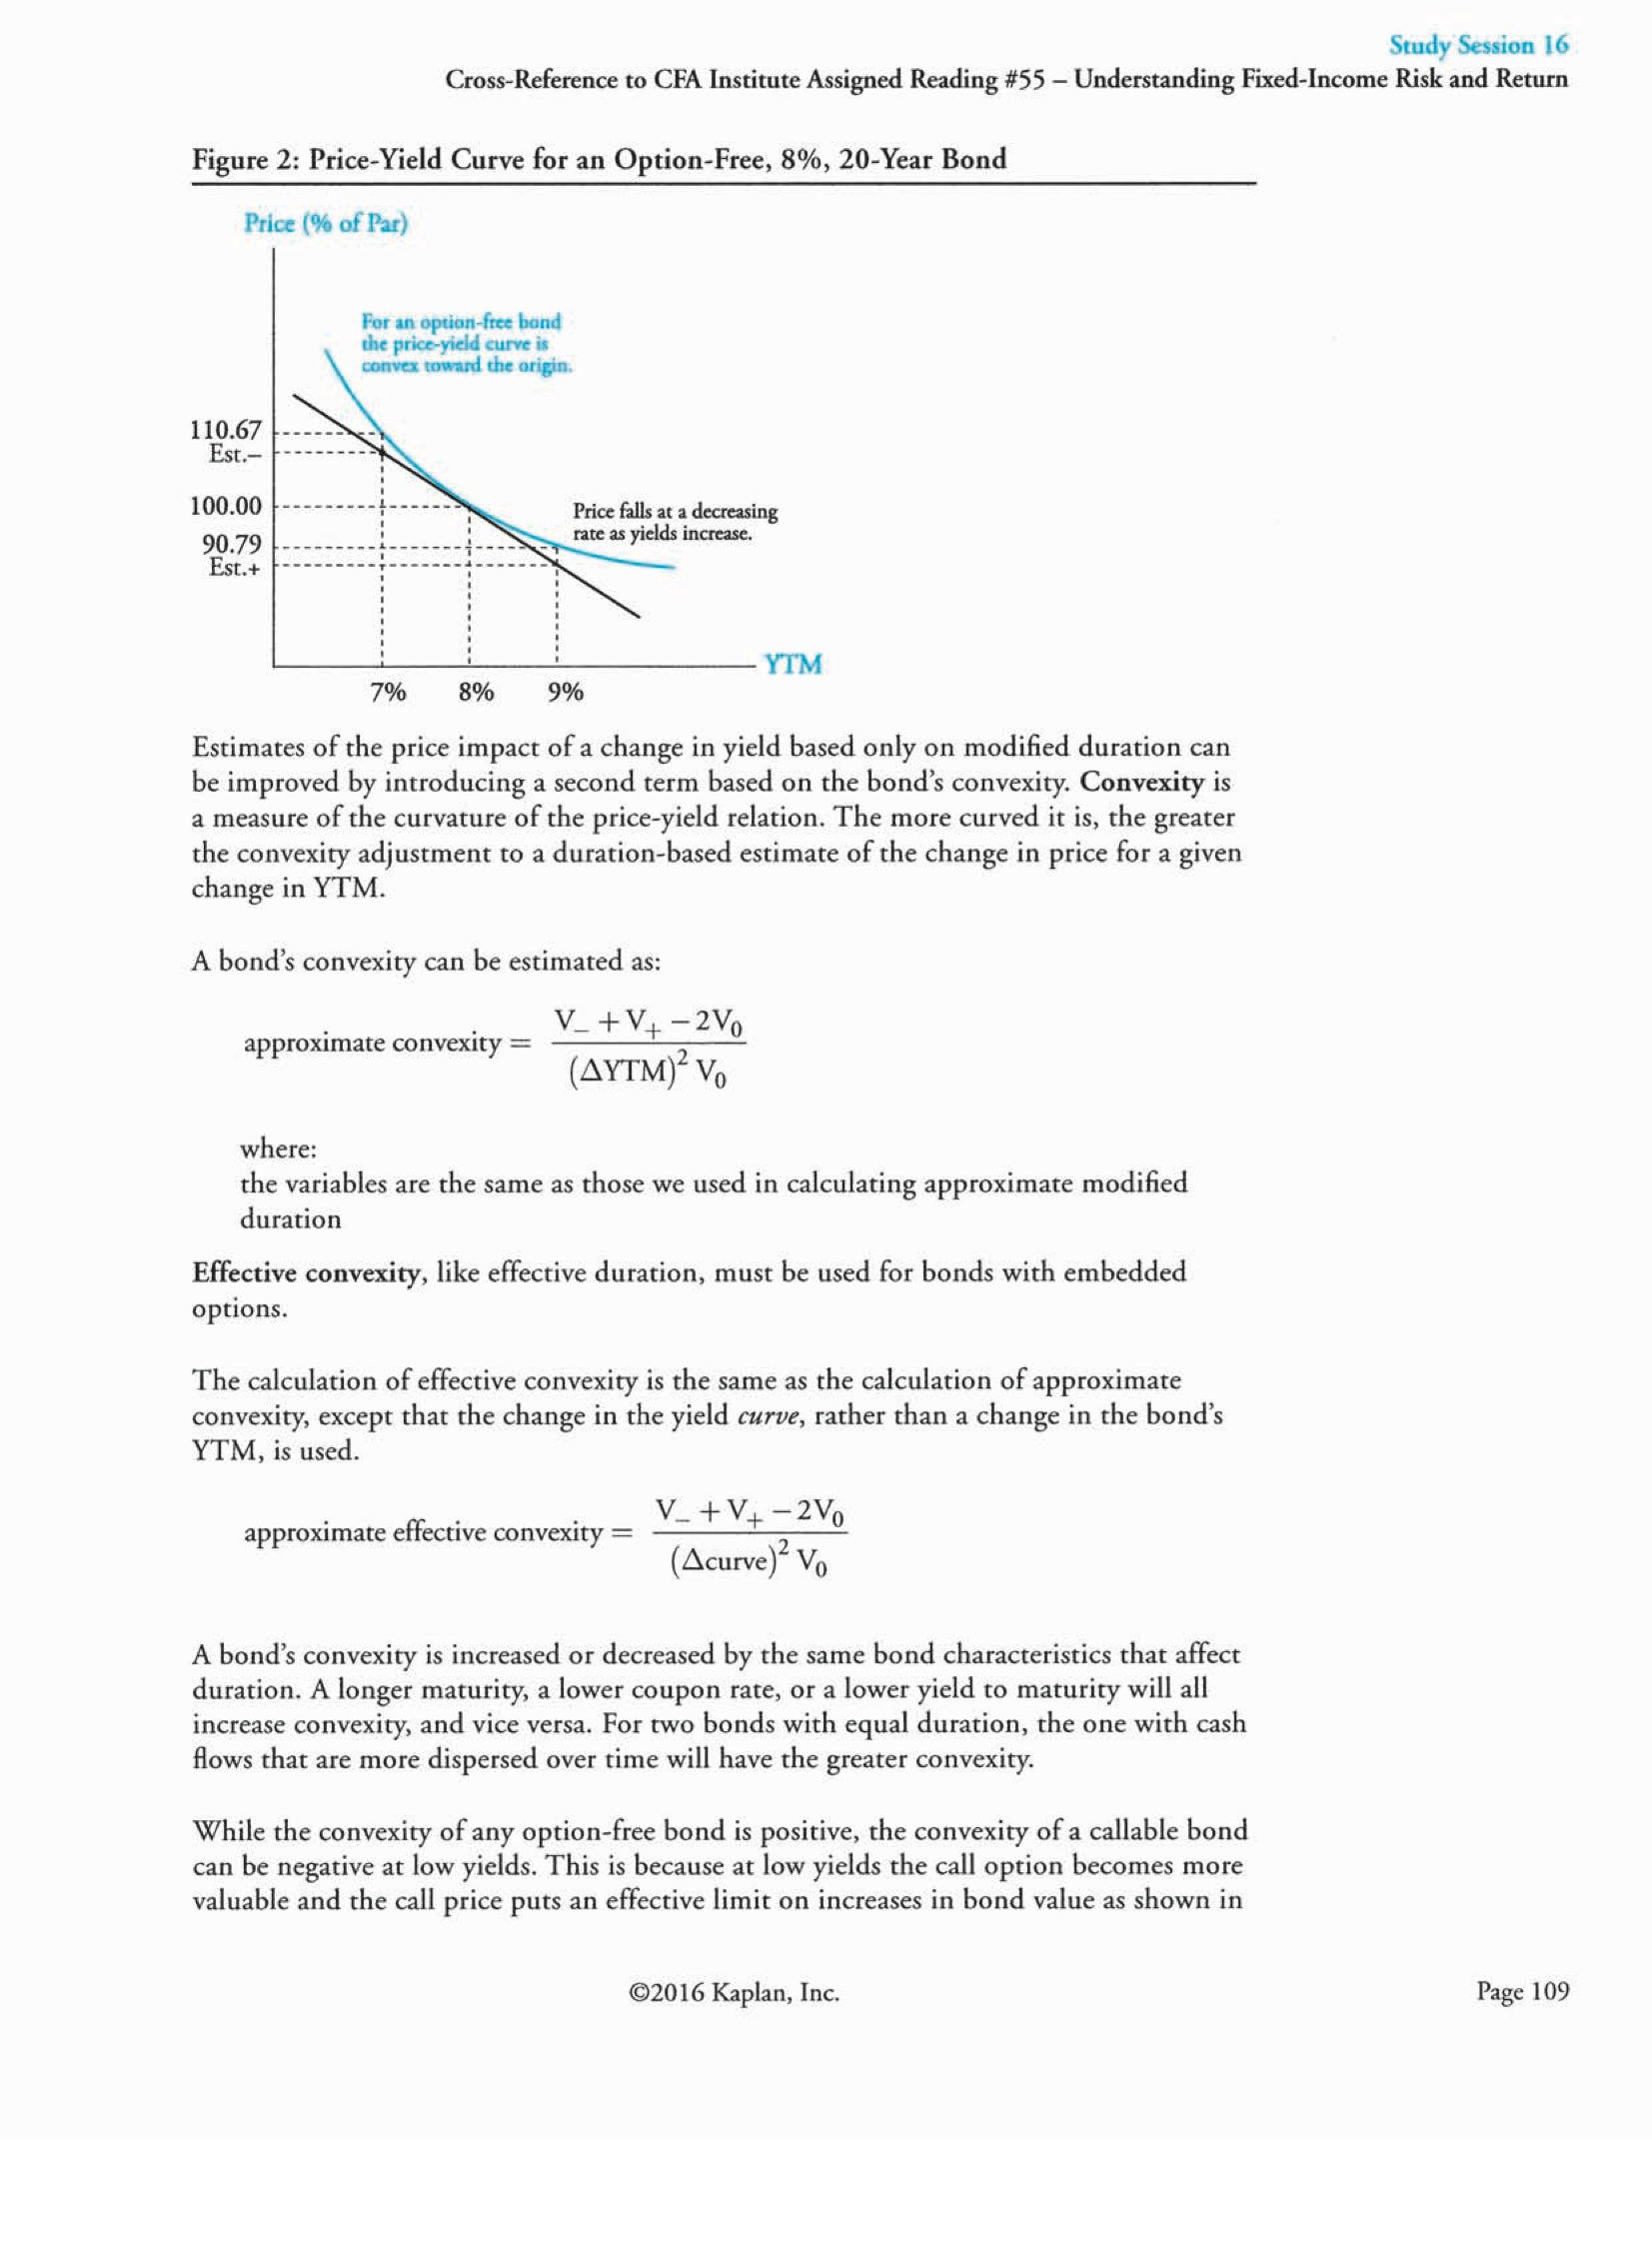 Study Session 16
Cross-Reference to CFA Institute Assigned Reading #55 – Understanding Fixed-Income Risk and Return
Figure 2: Price-Yield Curve for an Option-Free, 8%, 20-Year Bond
Price (% of Par)
For an option-free bond
the price-yield curve is
convex toward the origin.
110.67
Est.–
100.00
90.79
Est.+
Price falls at a decreasing
rate as yields increase.
YTM
7% 8% 9%
Estimates of the price impact of a change in yield based only on modified duration can
be improved by introducing a second term based on the bond's convexity. Convexity is
a measure of the curvature of the price-yield relation. The more curved it is, the greater
the convexity adjustment to a duration-based estimate of the change in price for a given
change in YTM.
A bond's convexity can be estimated as:
approximate convexity = V₋ + V₊ − 2V₀
(ΔYTM)² V₀
where:
the variables are the same as those we used in calculating approximate modified
duration
Effective convexity, like effective duration, must be used for bonds with embedded
options.
The calculation of effective convexity is the same as the calculation of approximate
convexity, except that the change in the yield curve, rather than a change in the bond's
YTM, is used.
approximate effective convexity = V₋ + V₊ − 2V₀
(Δcurve)² V₀
A bond's convexity is increased or decreased by the same bond characteristics that affect
duration. A longer maturity, a lower coupon rate, or a lower yield to maturity will all
increase convexity, and vice versa. For two bonds with equal duration, the one with cash
flows that are more dispersed over time will have the greater convexity.
While the convexity of any option-free bond is positive, the convexity of a callable bond
can be negative at low yields. This is because at low yields the call option becomes more
valuable and the call price puts an effective limit on increases in bond value as shown in
©2016 Kaplan, Inc.
Page 109